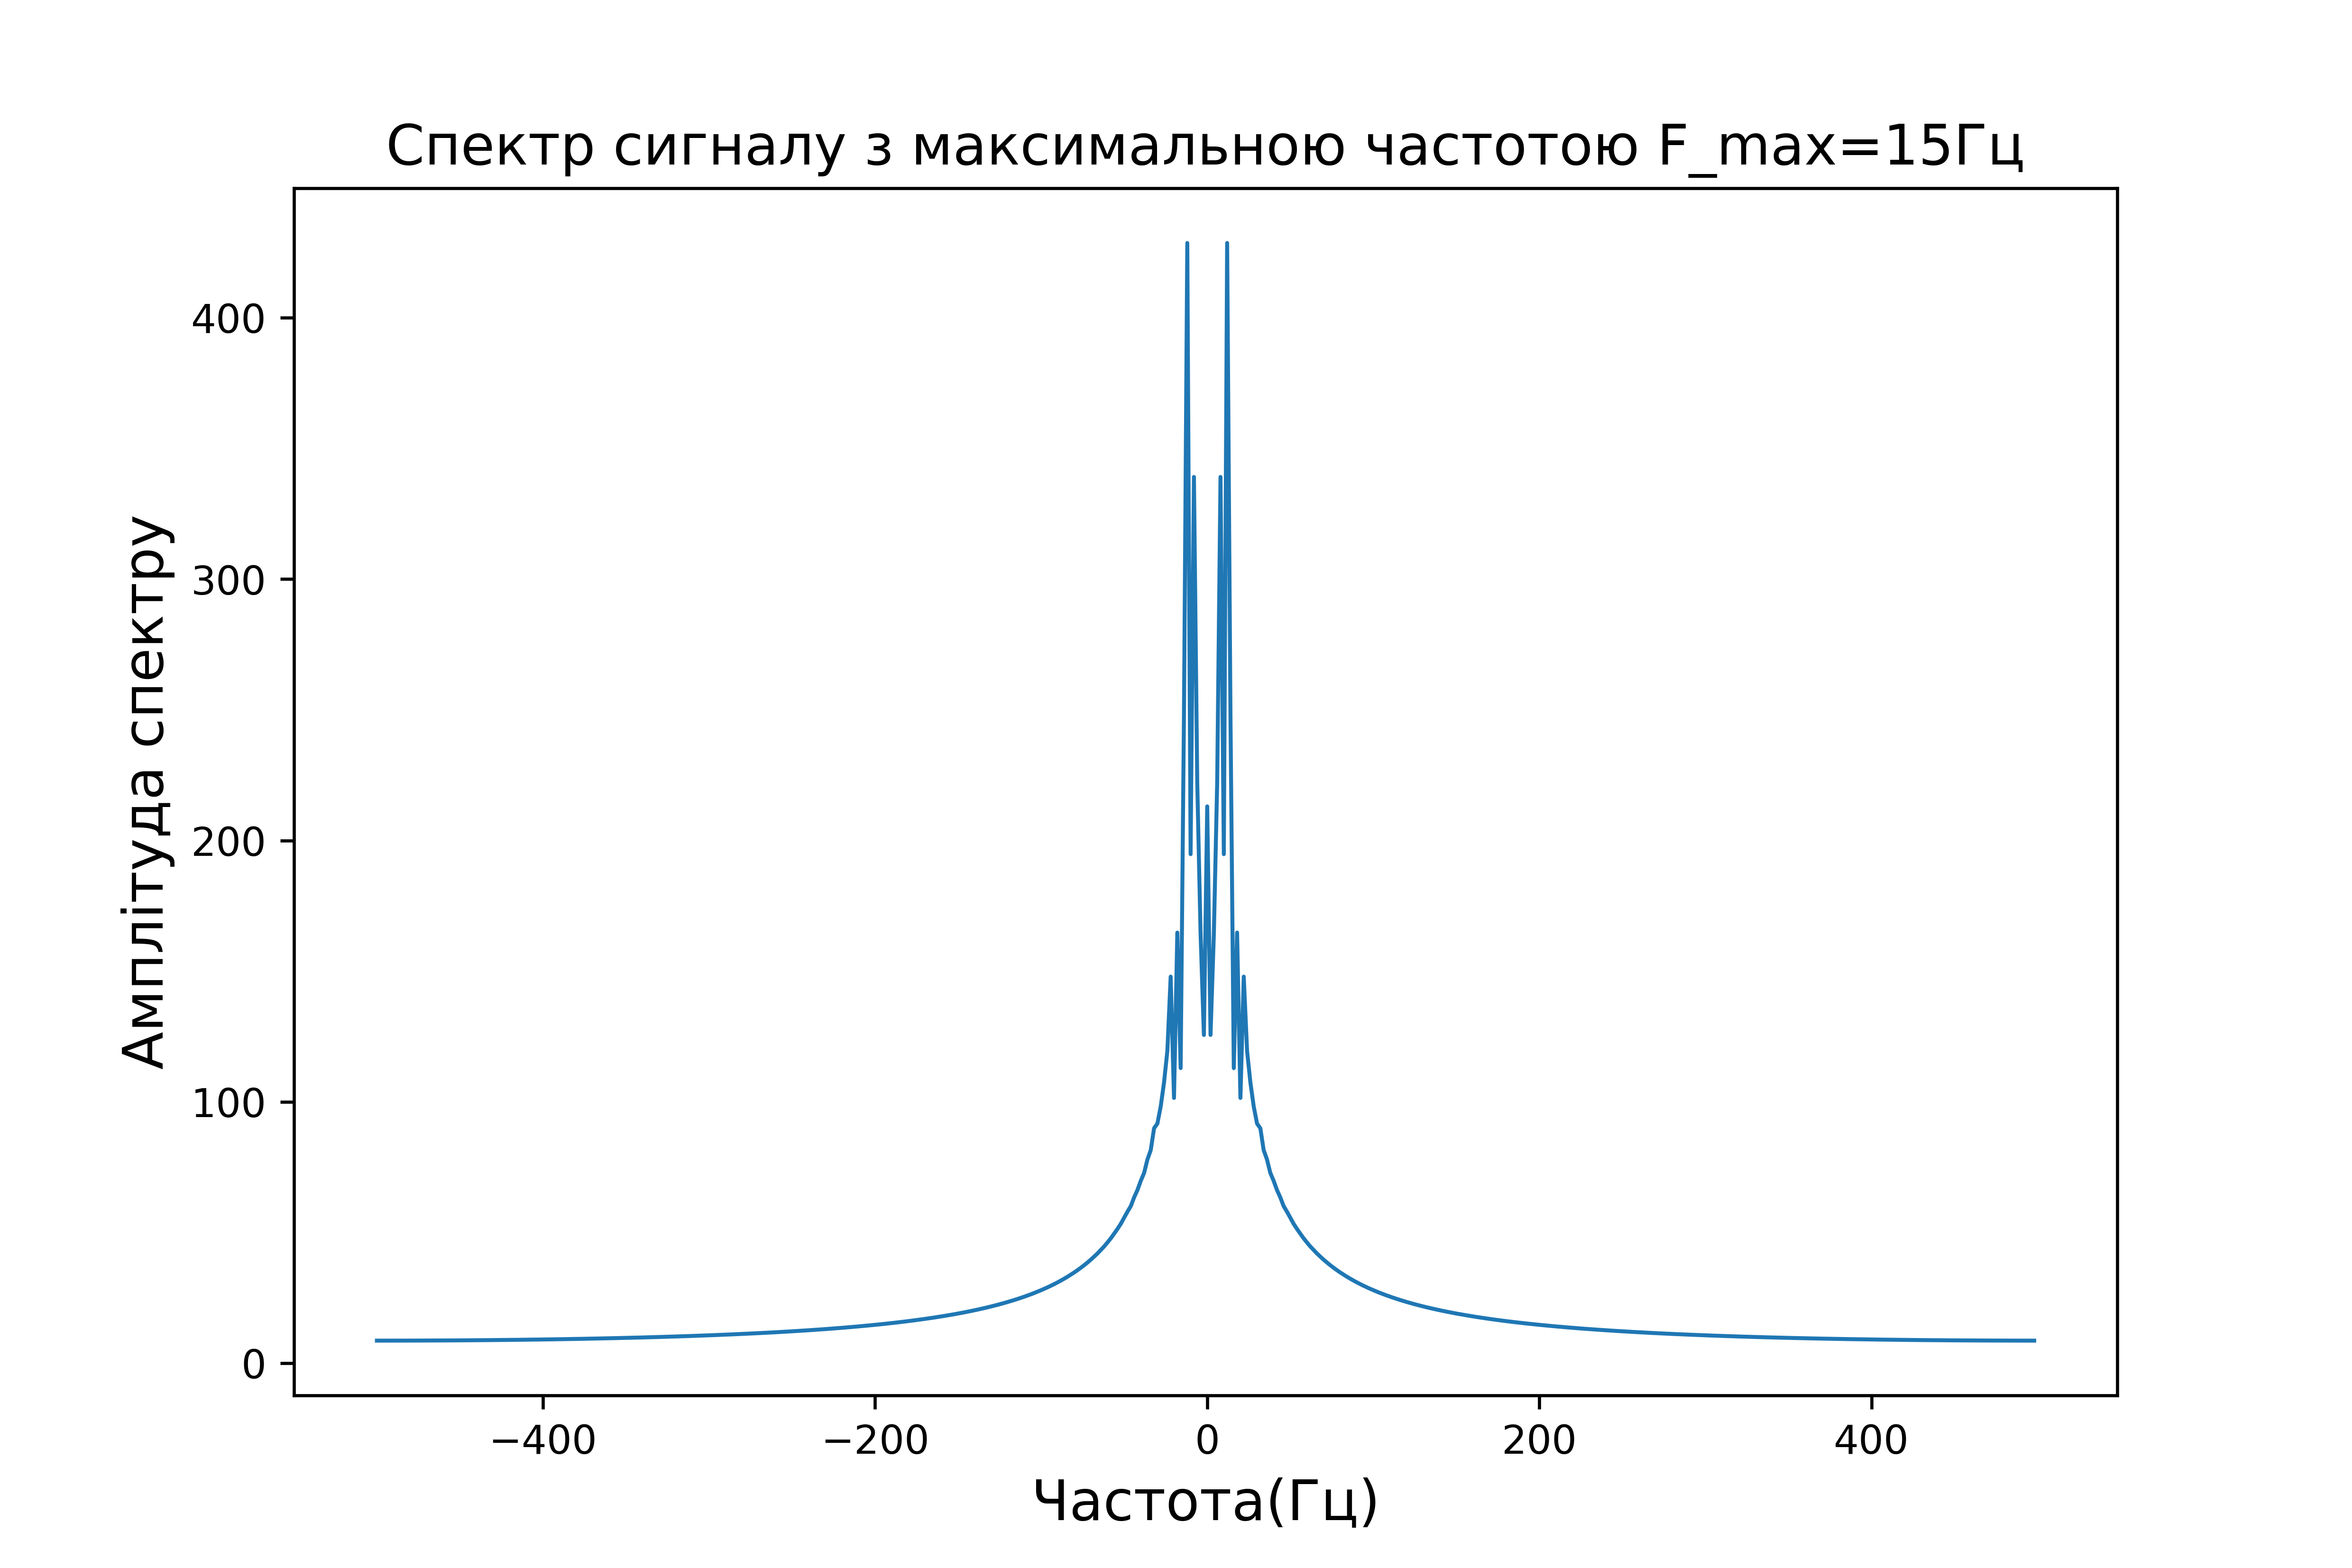 Спектр сигналу з максимальною частотою F_max=15Гц
Амплітуда спектру
400
300
200
100
0
−400 −200 0 200 400
Частота(Гц)